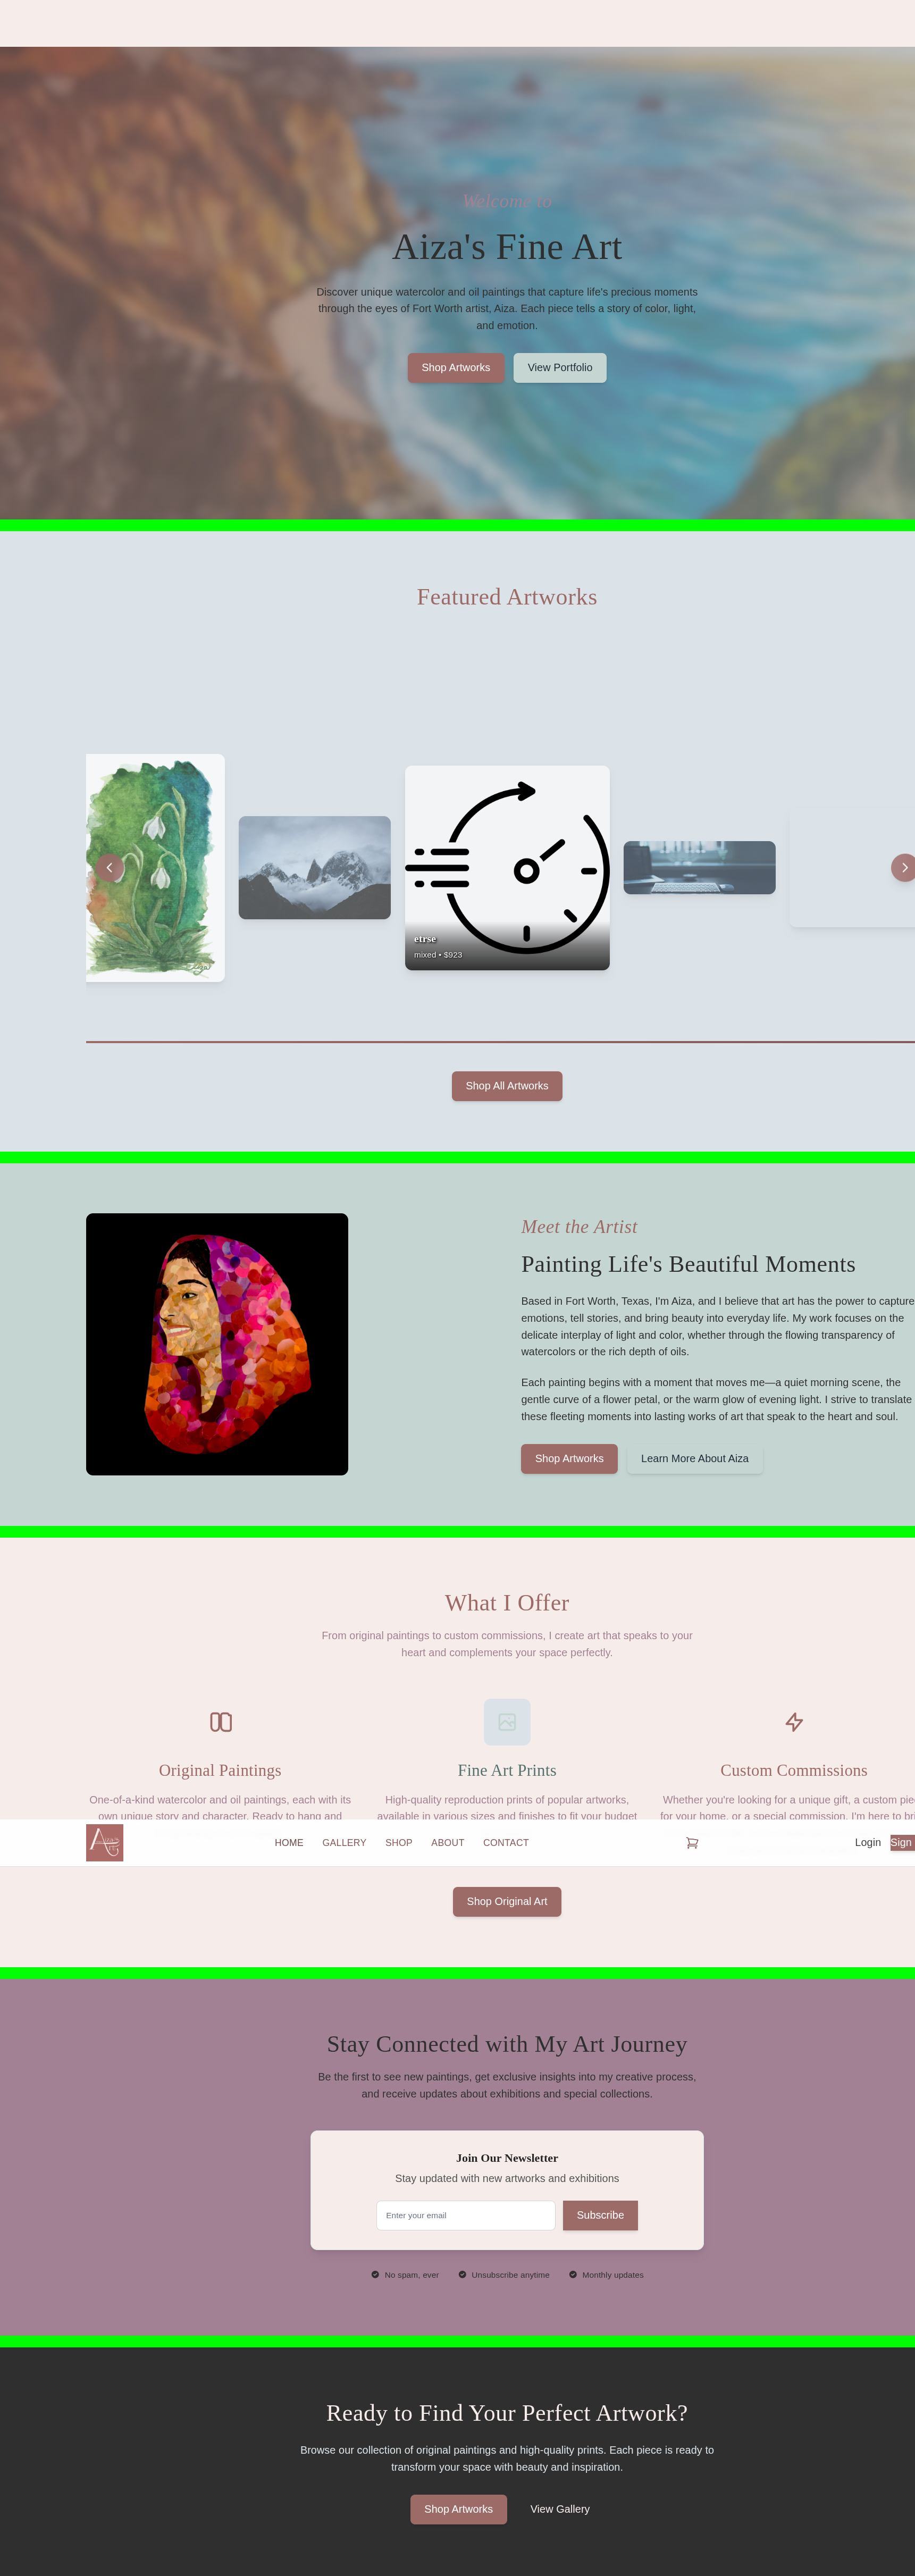 Welcome to
Aiza's Fine Art
Discover unique watercolor and oil paintings that capture life's precious moments
through the eyes of Fort Worth artist, Aiza. Each piece tells a story of color, light,
and emotion.
Shop Artworks
View Portfolio
Featured Artworks
etrse
mixed • $923
Shop All Artworks
Meet the Artist
Painting Life's Beautiful Moments
Based in Fort Worth, Texas, I'm Aiza, and I believe that art has the power to capture
emotions, tell stories, and bring beauty into everyday life. My work focuses on the
delicate interplay of light and color, whether through the flowing transparency of
watercolors or the rich depth of oils.
Each painting begins with a moment that moves me—a quiet morning scene, the
gentle curve of a flower petal, or the warm glow of evening light. I strive to translate
these fleeting moments into lasting works of art that speak to the heart and soul.
Shop Artworks
Learn More About Aiza
What I Offer
From original paintings to custom commissions, I create art that speaks to your
heart and complements your space perfectly.
Original Paintings
One-of-a-kind watercolor and oil paintings, each with its
own unique story and character. Ready to hang and
Fine Art Prints
High-quality reproduction prints of popular artworks,
available in various sizes and finishes to fit your budget
Custom Commissions
Whether you're looking for a unique gift, a custom pie
for your home, or a special commission, I'm here to bri
HOME
GALLERY
SHOP
ABOUT
CONTACT
Login
Sign
Shop Original Art
Stay Connected with My Art Journey
Be the first to see new paintings, get exclusive insights into my creative process,
and receive updates about exhibitions and special collections.
Join Our Newsletter
Stay updated with new artworks and exhibitions
Enter your email
Subscribe
No spam, ever
Unsubscribe anytime
Monthly updates
Ready to Find Your Perfect Artwork?
Browse our collection of original paintings and high-quality prints. Each piece is ready to
transform your space with beauty and inspiration.
Shop Artworks
View Gallery